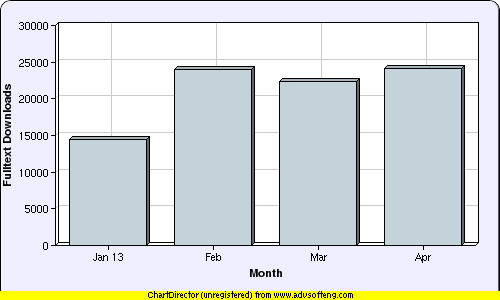 30000
25000
20000
15000
10000
5000
0
Fulltext Downloads
Jan 13 Feb Mar Apr
Month
ChartDirector (unregistered) from www.advsofteng.com